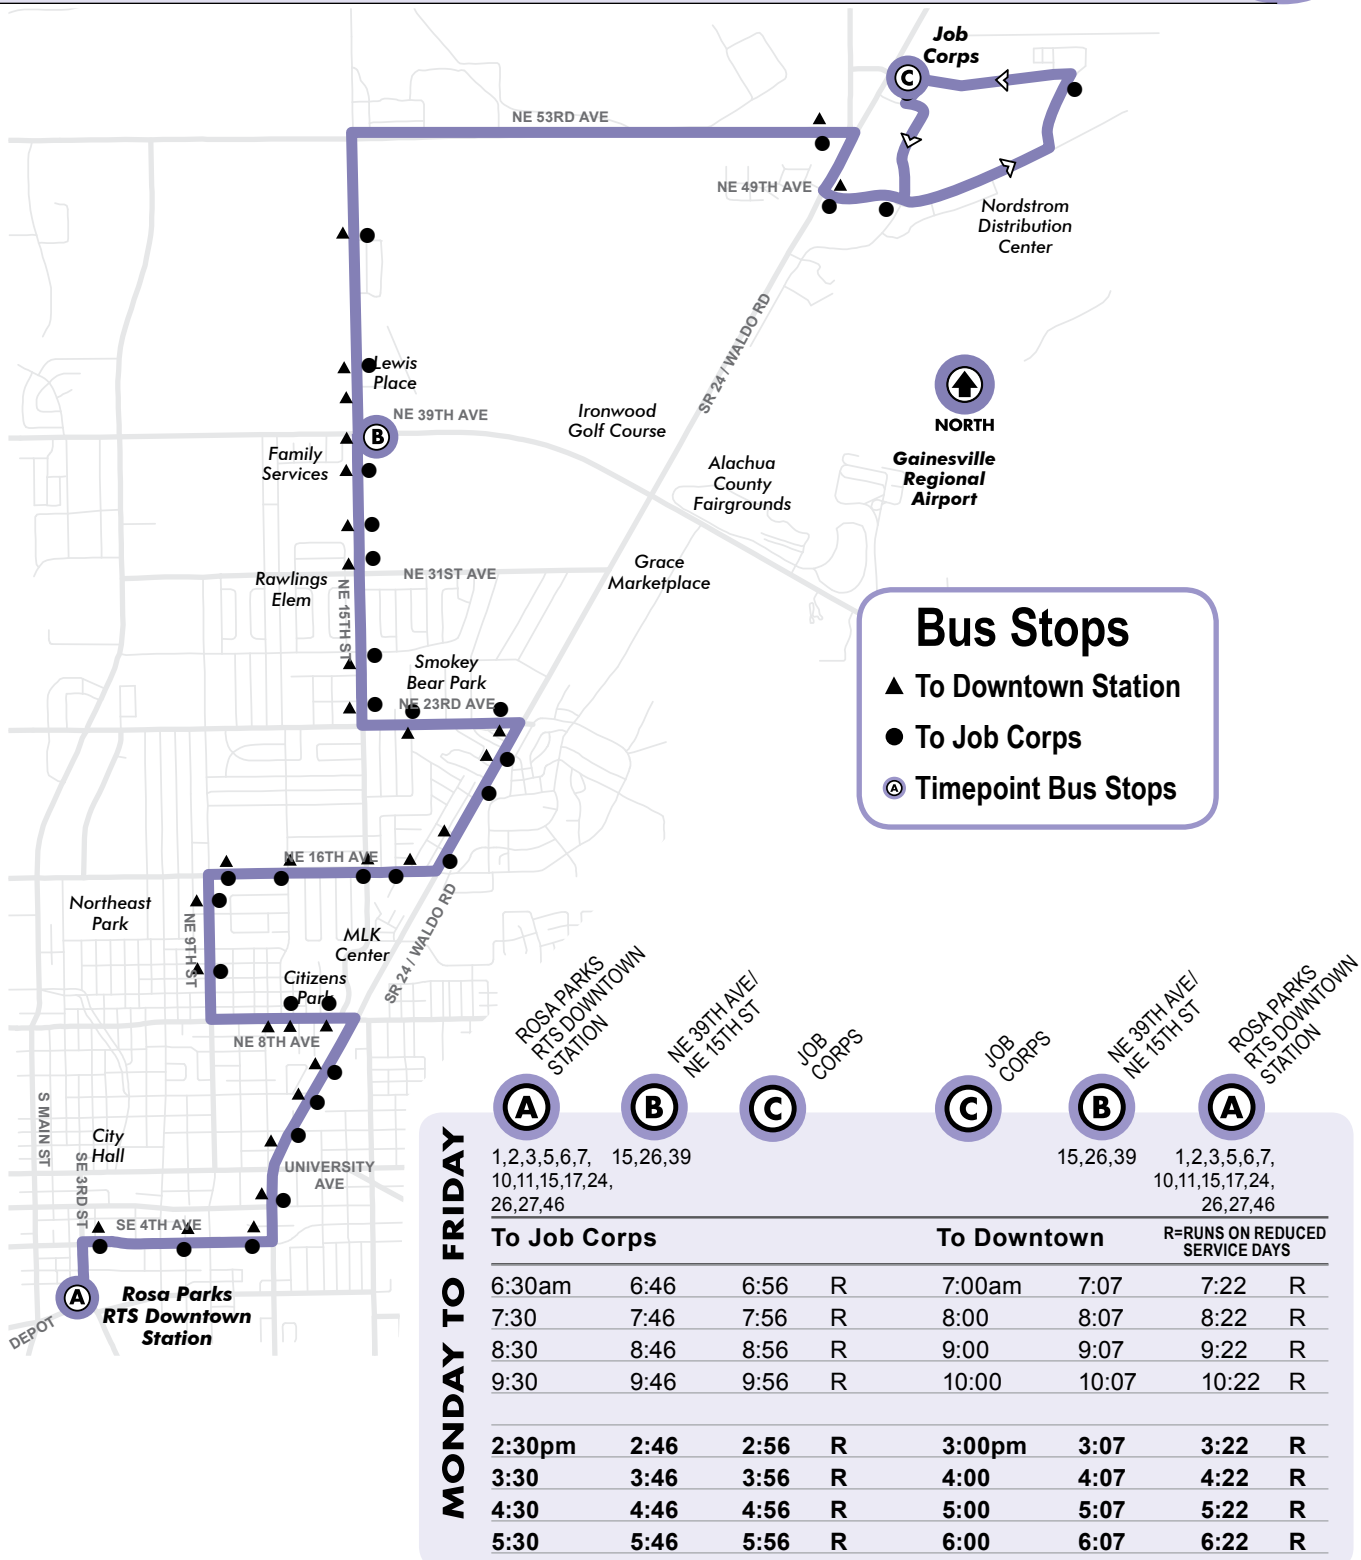 Job
Corps
C
NE 53RD AVE
NE 49TH AVE
Nordstrom
Distribution
Center
SR 24 / WALDO RD
Lewis
Place
NE 39TH AVE
B
Family
Services
Ironwood
Golf Course
NORTH
Gainesville
Regional
Airport
Alachua
County
Fairgrounds
Grace
Marketplace
Rawlings
Elem
NE 31ST AVE
NE 15TH ST
Smokey
Bear Park
NE 23RD AVE
Bus Stops
To Downtown Station
To Job Corps
A Timepoint Bus Stops
NE 16TH AVE
Northeast
Park
NE 9TH ST
MLK
Center
Citizens
Park
SR 24 / WALDO RD
NE 8TH AVE
S MAIN ST
City
Hall
SE 3RD ST
UNIVERSITY
AVE
SE 4TH AVE
A
Rosa Parks
RTS Downtown
Station
DEPOT
ROSA PARKS
RTS DOWNTOWN
STATION
NE 39TH AVE/
NE 15TH ST
JOB
CORPS
JOB
CORPS
NE 39TH AVE/
NE 15TH ST
ROSA PARKS
RTS DOWNTOWN
STATION
A B C C B A
MONDAY TO FRIDAY
1,2,3,5,6,7, 15,26,39 15,26,39 1,2,3,5,6,7,
10,11,15,17,24, 10,11,15,17,24,
26,27,46 26,27,46
To Job Corps To Downtown R=RUNS ON REDUCED
SERVICE DAYS
6:30am 6:46 6:56 R 7:00am 7:07 7:22 R
7:30 7:46 7:56 R 8:00 8:07 8:22 R
8:30 8:46 8:56 R 9:00 9:07 9:22 R
9:30 9:46 9:56 R 10:00 10:07 10:22 R
2:30pm 2:46 2:56 R 3:00pm 3:07 3:22 R
3:30 3:46 3:56 R 4:00 4:07 4:22 R
4:30 4:46 4:56 R 5:00 5:07 5:22 R
5:30 5:46 5:56 R 6:00 6:07 6:22 R